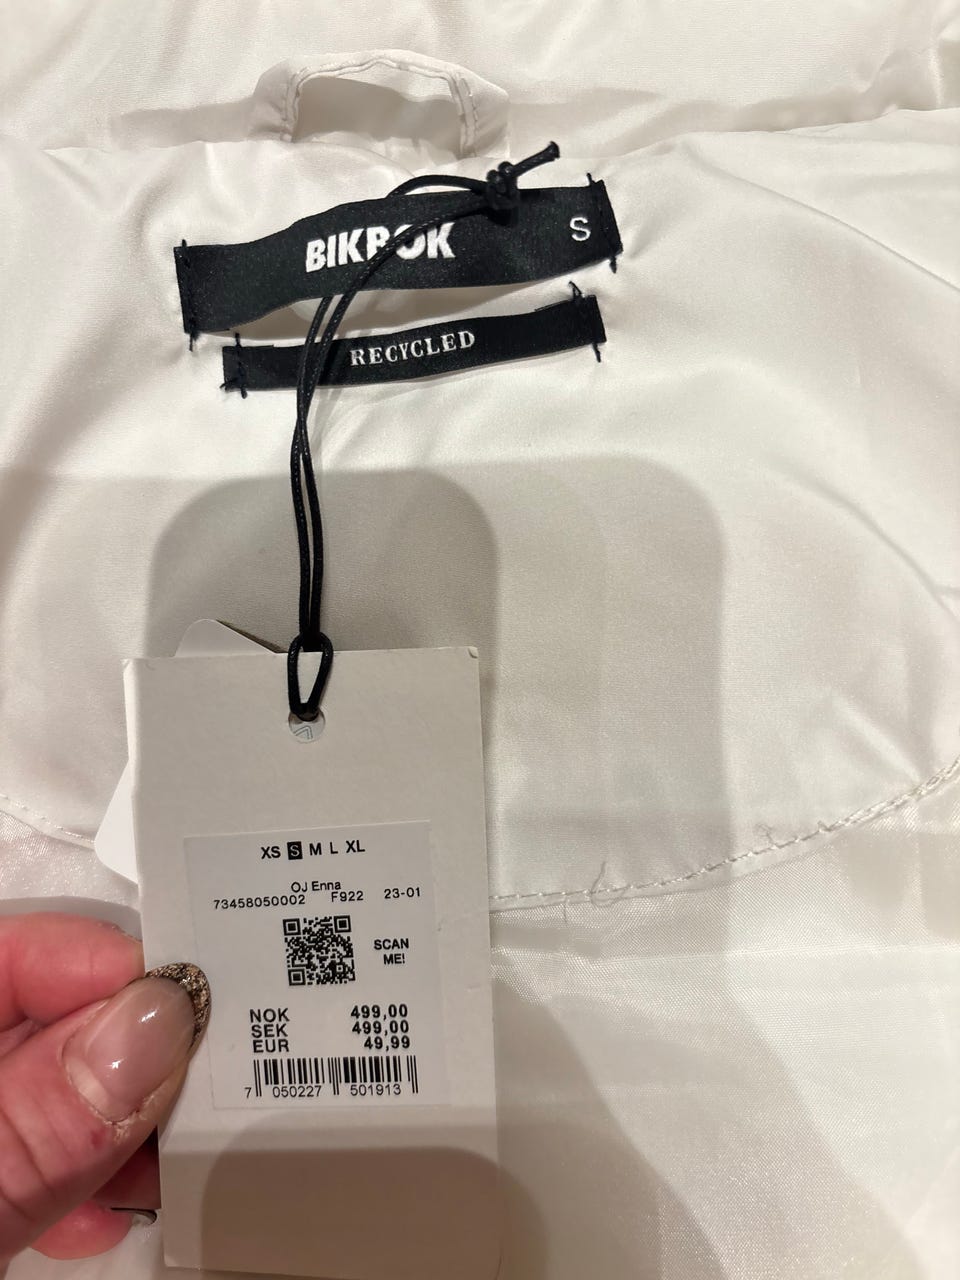 BIKBOK S
RECYCLED
XS S M L XL
OJ Enna
73458050002 F922 23-01
SCAN
ME!
NOK 499,00
SEK 499,00
EUR 49,99
7 050227 501913